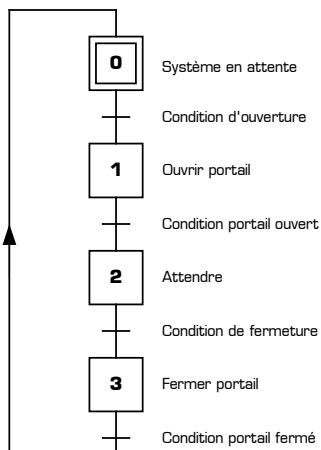 0 Système en attente
Condition d'ouverture
1 Ouvrir portail
Condition portail ouvert
2 Attendre
Condition de fermeture
3 Fermer portail
Condition portail fermé